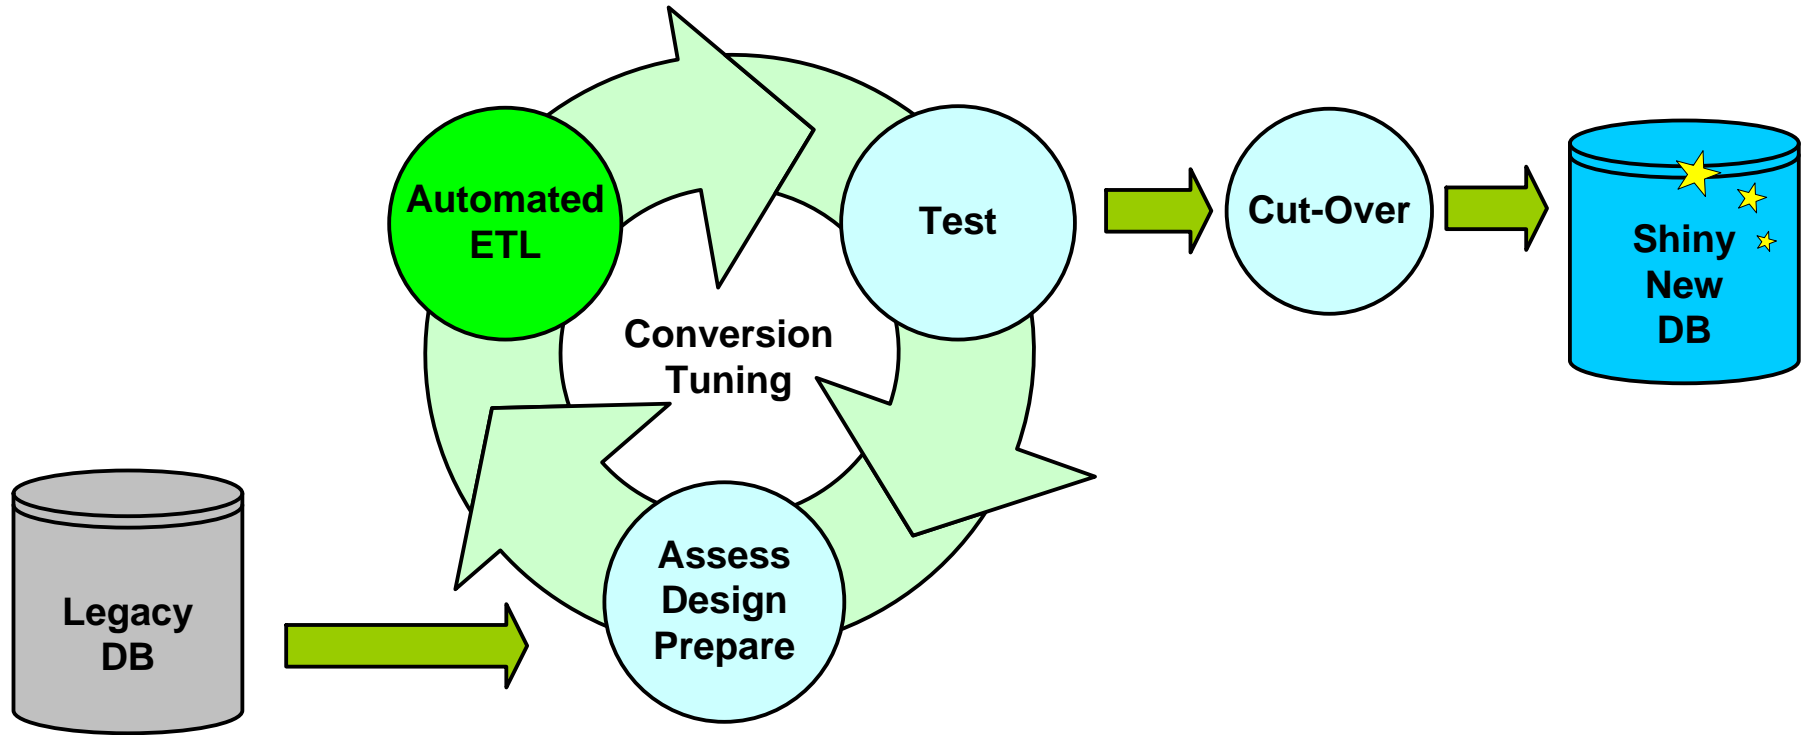 Automated
ETL
Test
Cut-Over
Shiny
New
DB
Conversion
Tuning
Assess
Design
Prepare
Legacy
DB